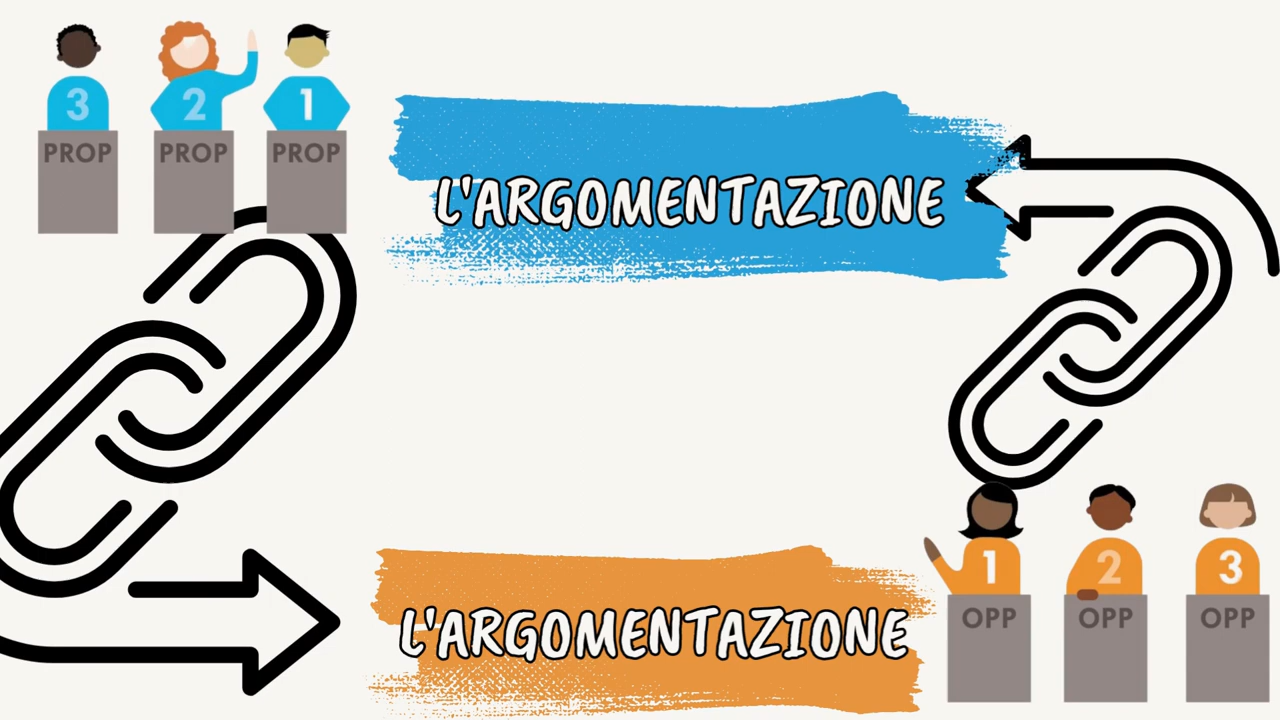 3 2 1
PROP PROP PROP
L'ARGOMENTAZIONE
1 2 3
OPP OPP OPP
L'ARGOMENTAZIONE